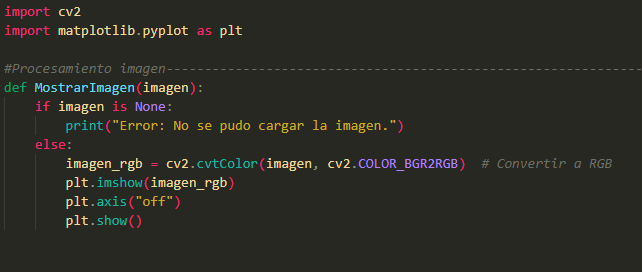 import cv2
import matplotlib.pyplot as plt
#Procesamiento imagen-------------------------------------------------------------
def MostrarImagen(imagen):
    if imagen is None:
        print("Error: No se pudo cargar la imagen.")
    else:
        imagen_rgb = cv2.cvtColor(imagen, cv2.COLOR_BGR2RGB)  # Convertir a RGB
        plt.imshow(imagen_rgb)
        plt.axis("off")
        plt.show()